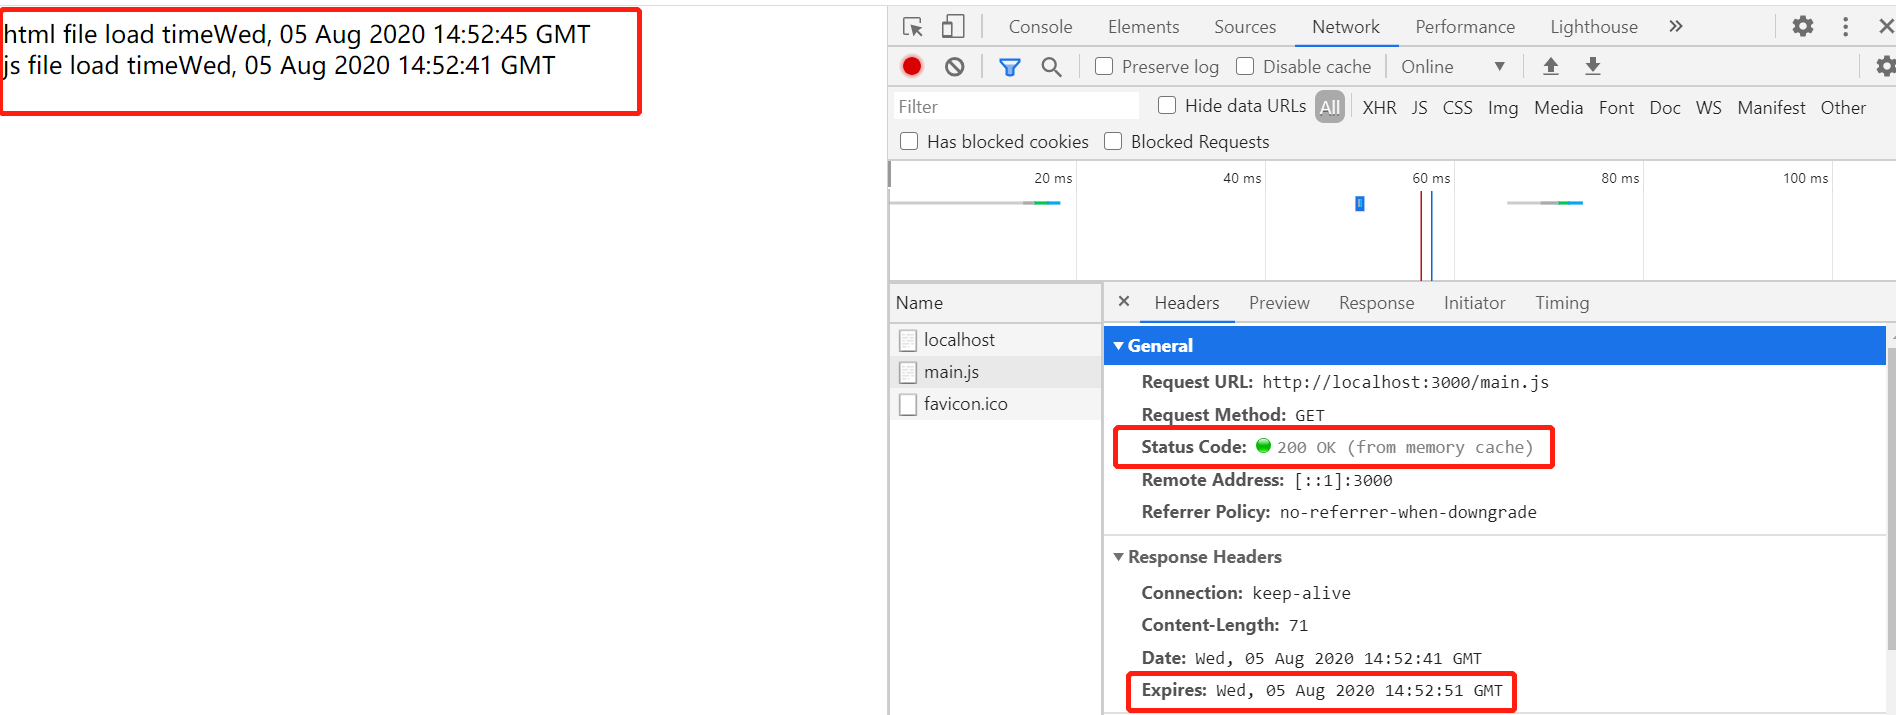 html file load timeWed, 05 Aug 2020 14:52:45 GMT
js file load timeWed, 05 Aug 2020 14:52:41 GMT
Console Elements Sources Network Performance Lighthouse »
Preserve log Disable cache Online
Filter Hide data URLs All XHR JS CSS Img Media Font Doc WS Manifest Other
Has blocked cookies Blocked Requests
20 ms 40 ms 60 ms 80 ms 100 ms
Name
localhost
main.js
favicon.ico
× Headers Preview Response Initiator Timing
General
Request URL: http://localhost:3000/main.js
Request Method: GET
Status Code: 200 OK (from memory cache)
Remote Address: [::1]:3000
Referrer Policy: no-referrer-when-downgrade
Response Headers
Connection: keep-alive
Content-Length: 71
Date: Wed, 05 Aug 2020 14:52:41 GMT
Expires: Wed, 05 Aug 2020 14:52:51 GMT